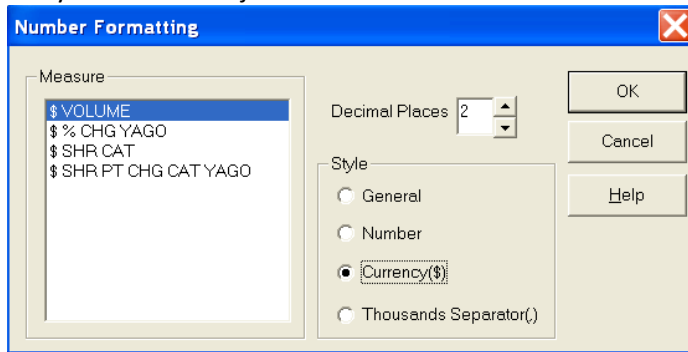 Number Formatting
Measure
$ VOLUME
$ % CHG YAGO
$ SHR CAT
$ SHR PT CHG CAT YAGO
Decimal Places 2
Style
General
Number
Currency($)
Thousands Separator(,)
OK
Cancel
Help